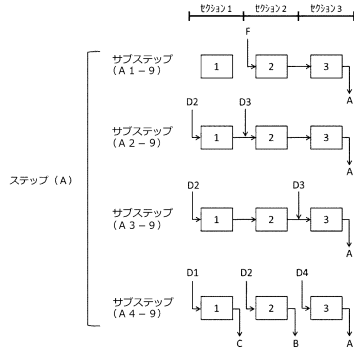 セクション1 セクション2 セクション3
F
サブステップ
(A1-9)
1 2 3
A
D2 D3
サブステップ
(A2-9)
1 2 3
A
ステップ(A)
D2 D3
サブステップ
(A3-9)
1 2 3
A
D1 D2 D4
サブステップ
(A4-9)
1 2 3
C B A